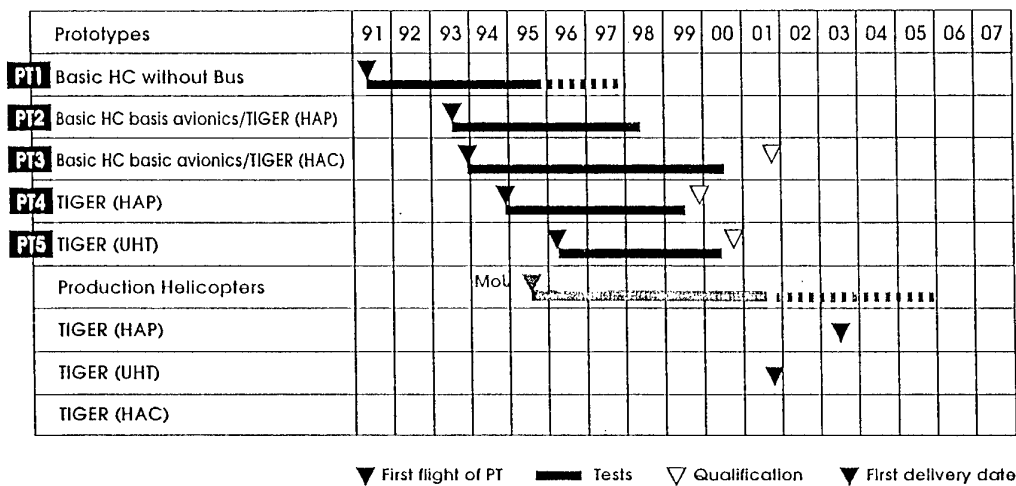 Prototypes 91 92 93 94 95 96 97 98 99 00 01 02 03 04 05 06 07
PT1 Basic HC without Bus
PT2 Basic HC basis avionics/TIGER (HAP)
PT3 Basic HC basic avionics/TIGER (HAC)
PT4 TIGER (HAP)
PT5 TIGER (UHT)
Production Helicopters MoU
TIGER (HAP)
TIGER (UHT)
TIGER (HAC)
First flight of PT Tests Qualification First delivery date